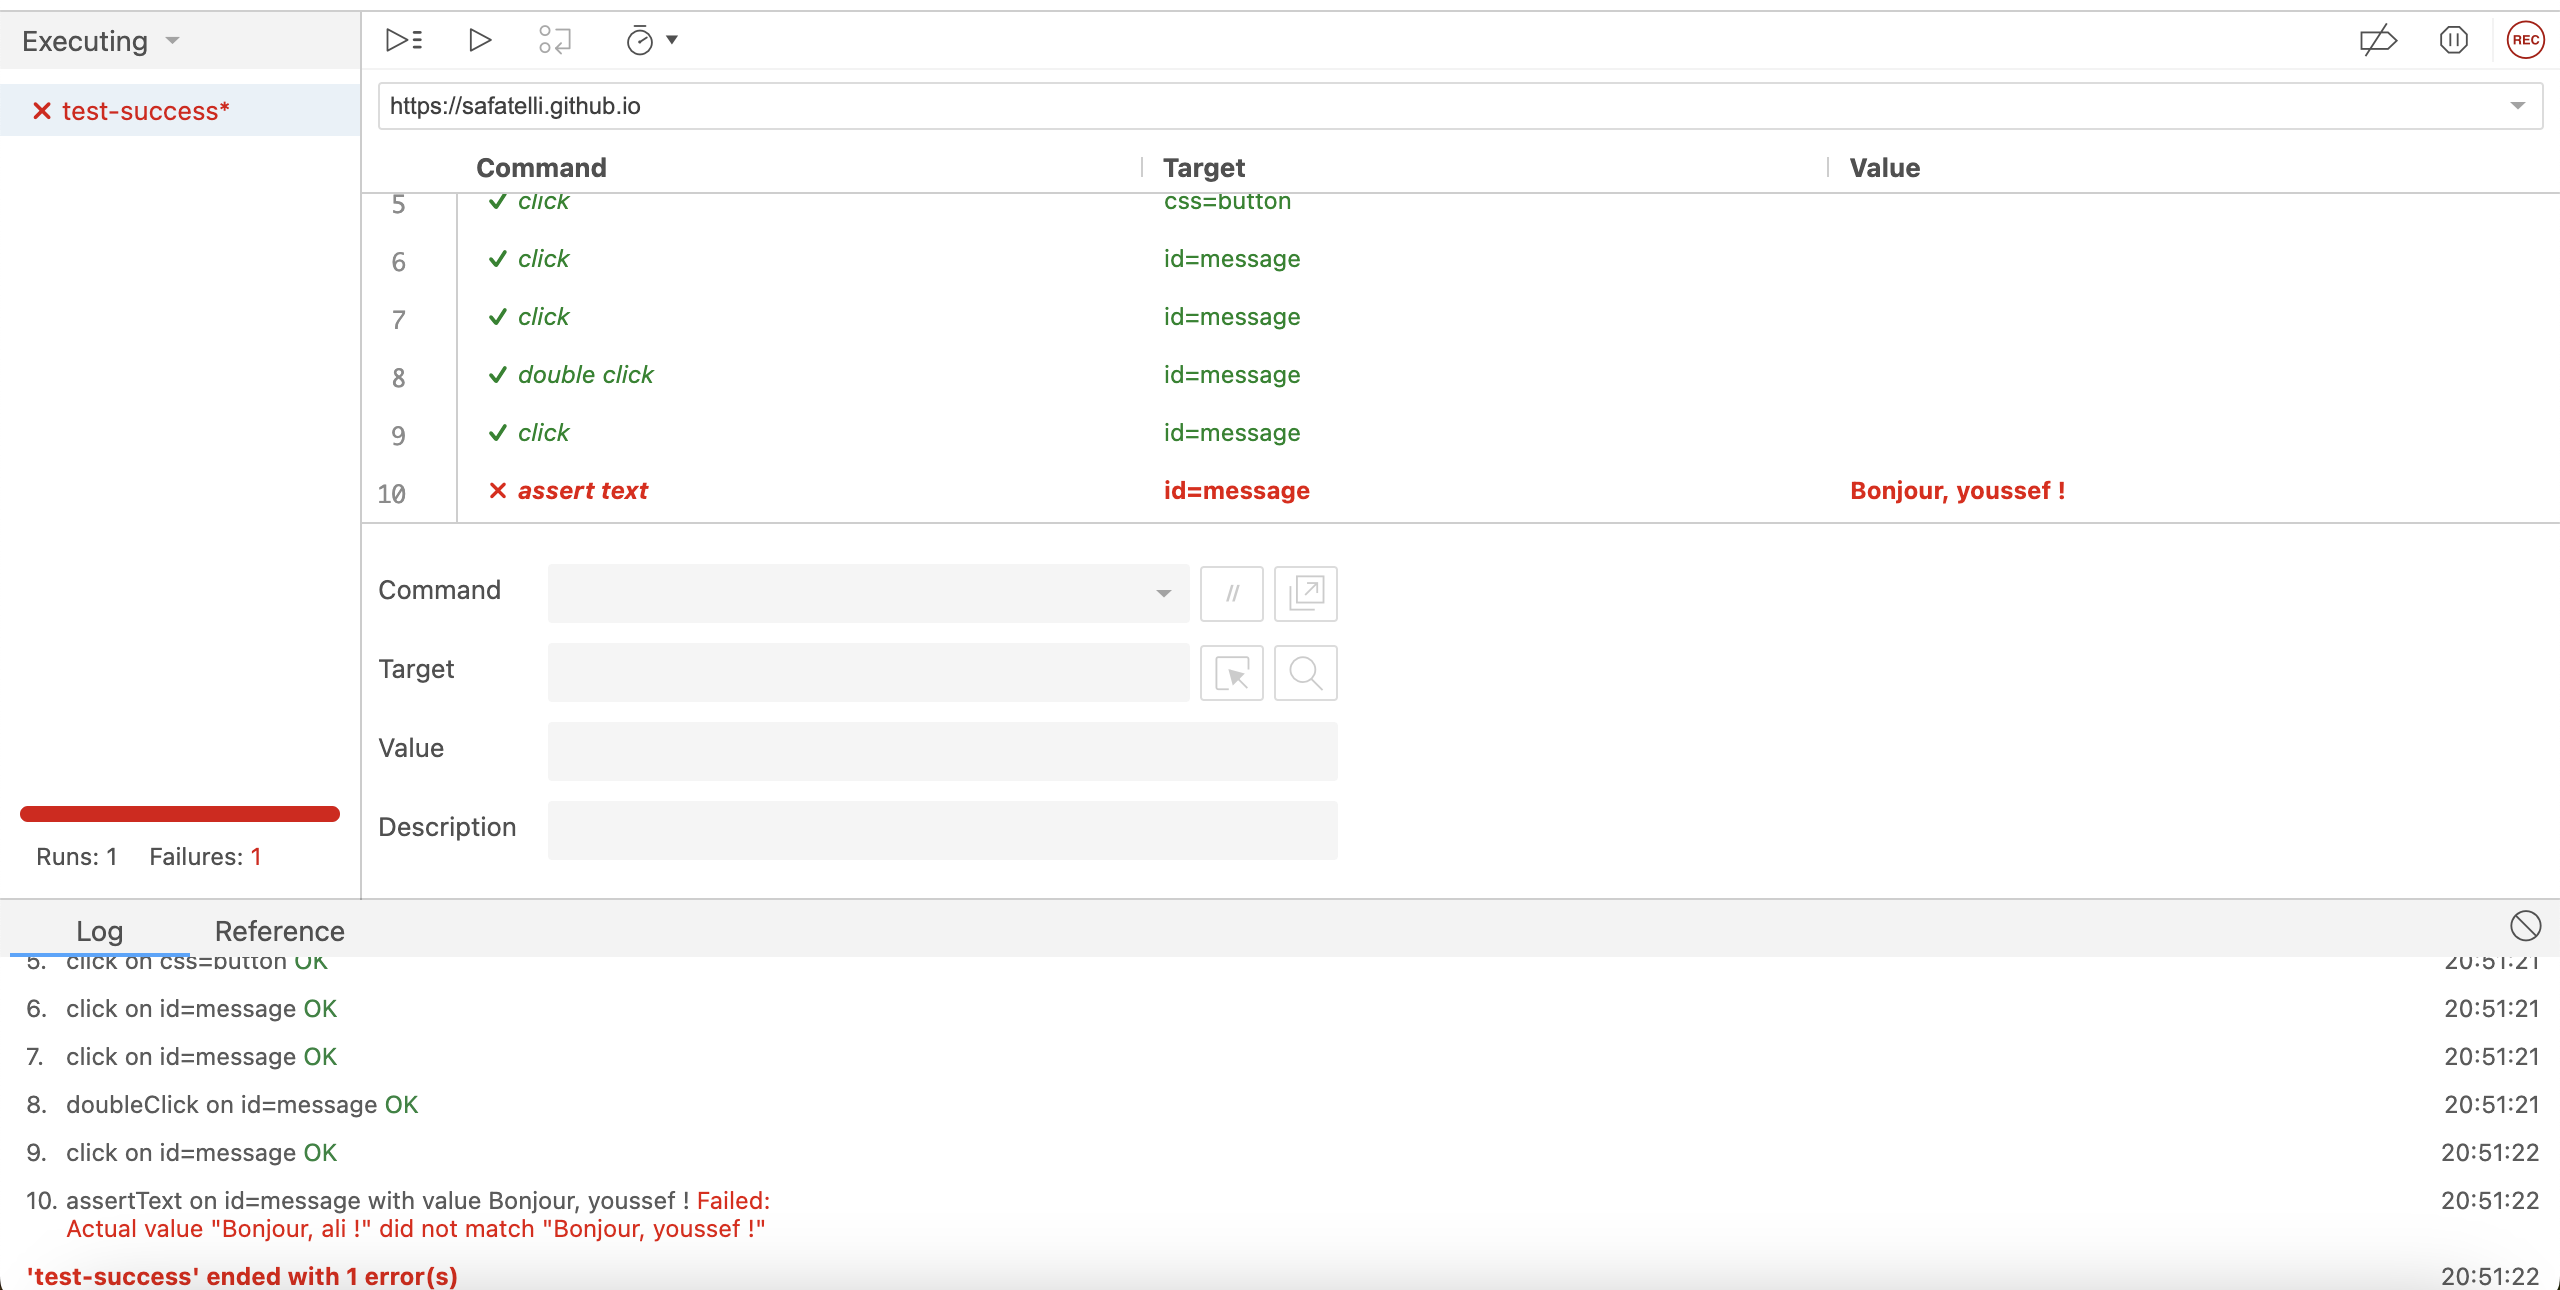 Executing
REC
test-success*
https://safatelli.github.io
Command Target Value
5 click css=button
6 click id=message
7 click id=message
8 double click id=message
9 click id=message
10 assert text id=message Bonjour, youssef !
Command //
Target
Value
Description
Runs: 1 Failures: 1
Log Reference
5. click on css=button OK 20:51:21
6. click on id=message OK 20:51:21
7. click on id=message OK 20:51:21
8. doubleClick on id=message OK 20:51:21
9. click on id=message OK 20:51:22
10. assertText on id=message with value Bonjour, youssef ! Failed: 20:51:22
Actual value "Bonjour, ali !" did not match "Bonjour, youssef !"
'test-success' ended with 1 error(s) 20:51:22